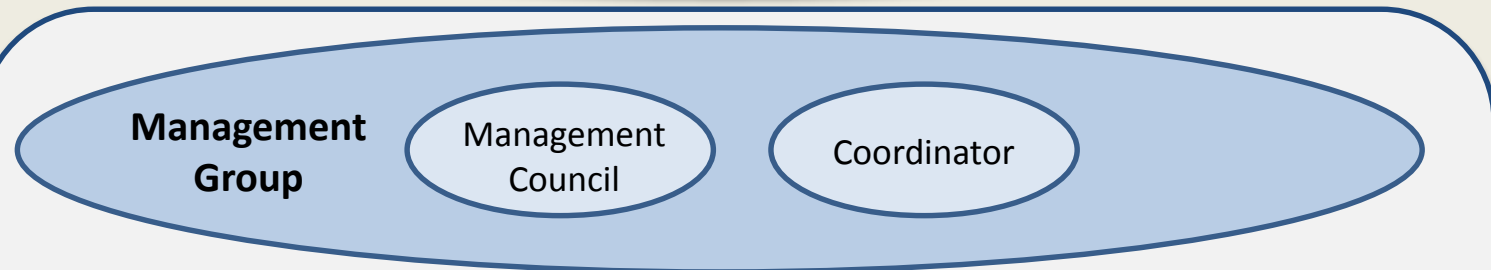 Management
Group
Management
Council
Coordinator